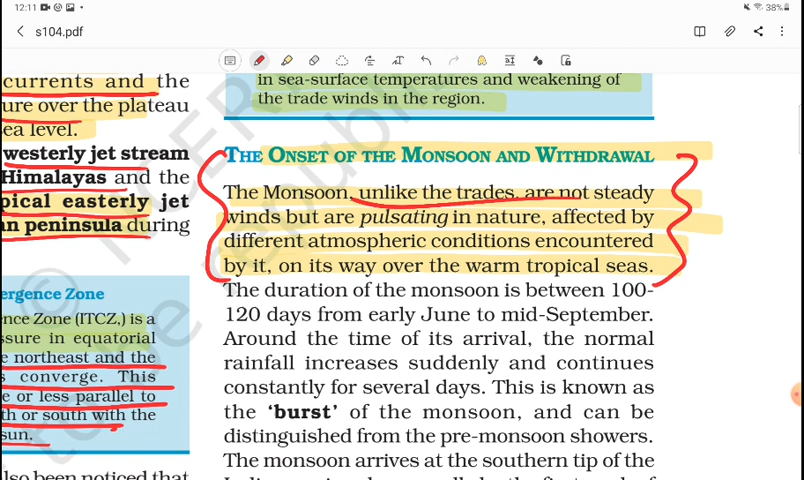 12:11
38%
s104.pdf
currents and the
ure over the plateau
sea level.
westerly jet stream
Himalayas and the
pical easterly jet
an peninsula during
ergence Zone
nce Zone (ITCZ,) is a
ssure in equatorial
e northeast and the
s converge. This
e or less parallel to
th or south with the
sun.
lso been noticed that
in sea-surface temperatures and weakening of
the trade winds in the region.
THE ONSET OF THE MONSOON AND WITHDRAWAL
The Monsoon, unlike the trades, are not steady
winds but are pulsating in nature, affected by
different atmospheric conditions encountered
by it, on its way over the warm tropical seas.
The duration of the monsoon is between 100-
120 days from early June to mid-September.
Around the time of its arrival, the normal
rainfall increases suddenly and continues
constantly for several days. This is known as
the ‘burst’ of the monsoon, and can be
distinguished from the pre-monsoon showers.
The monsoon arrives at the southern tip of the